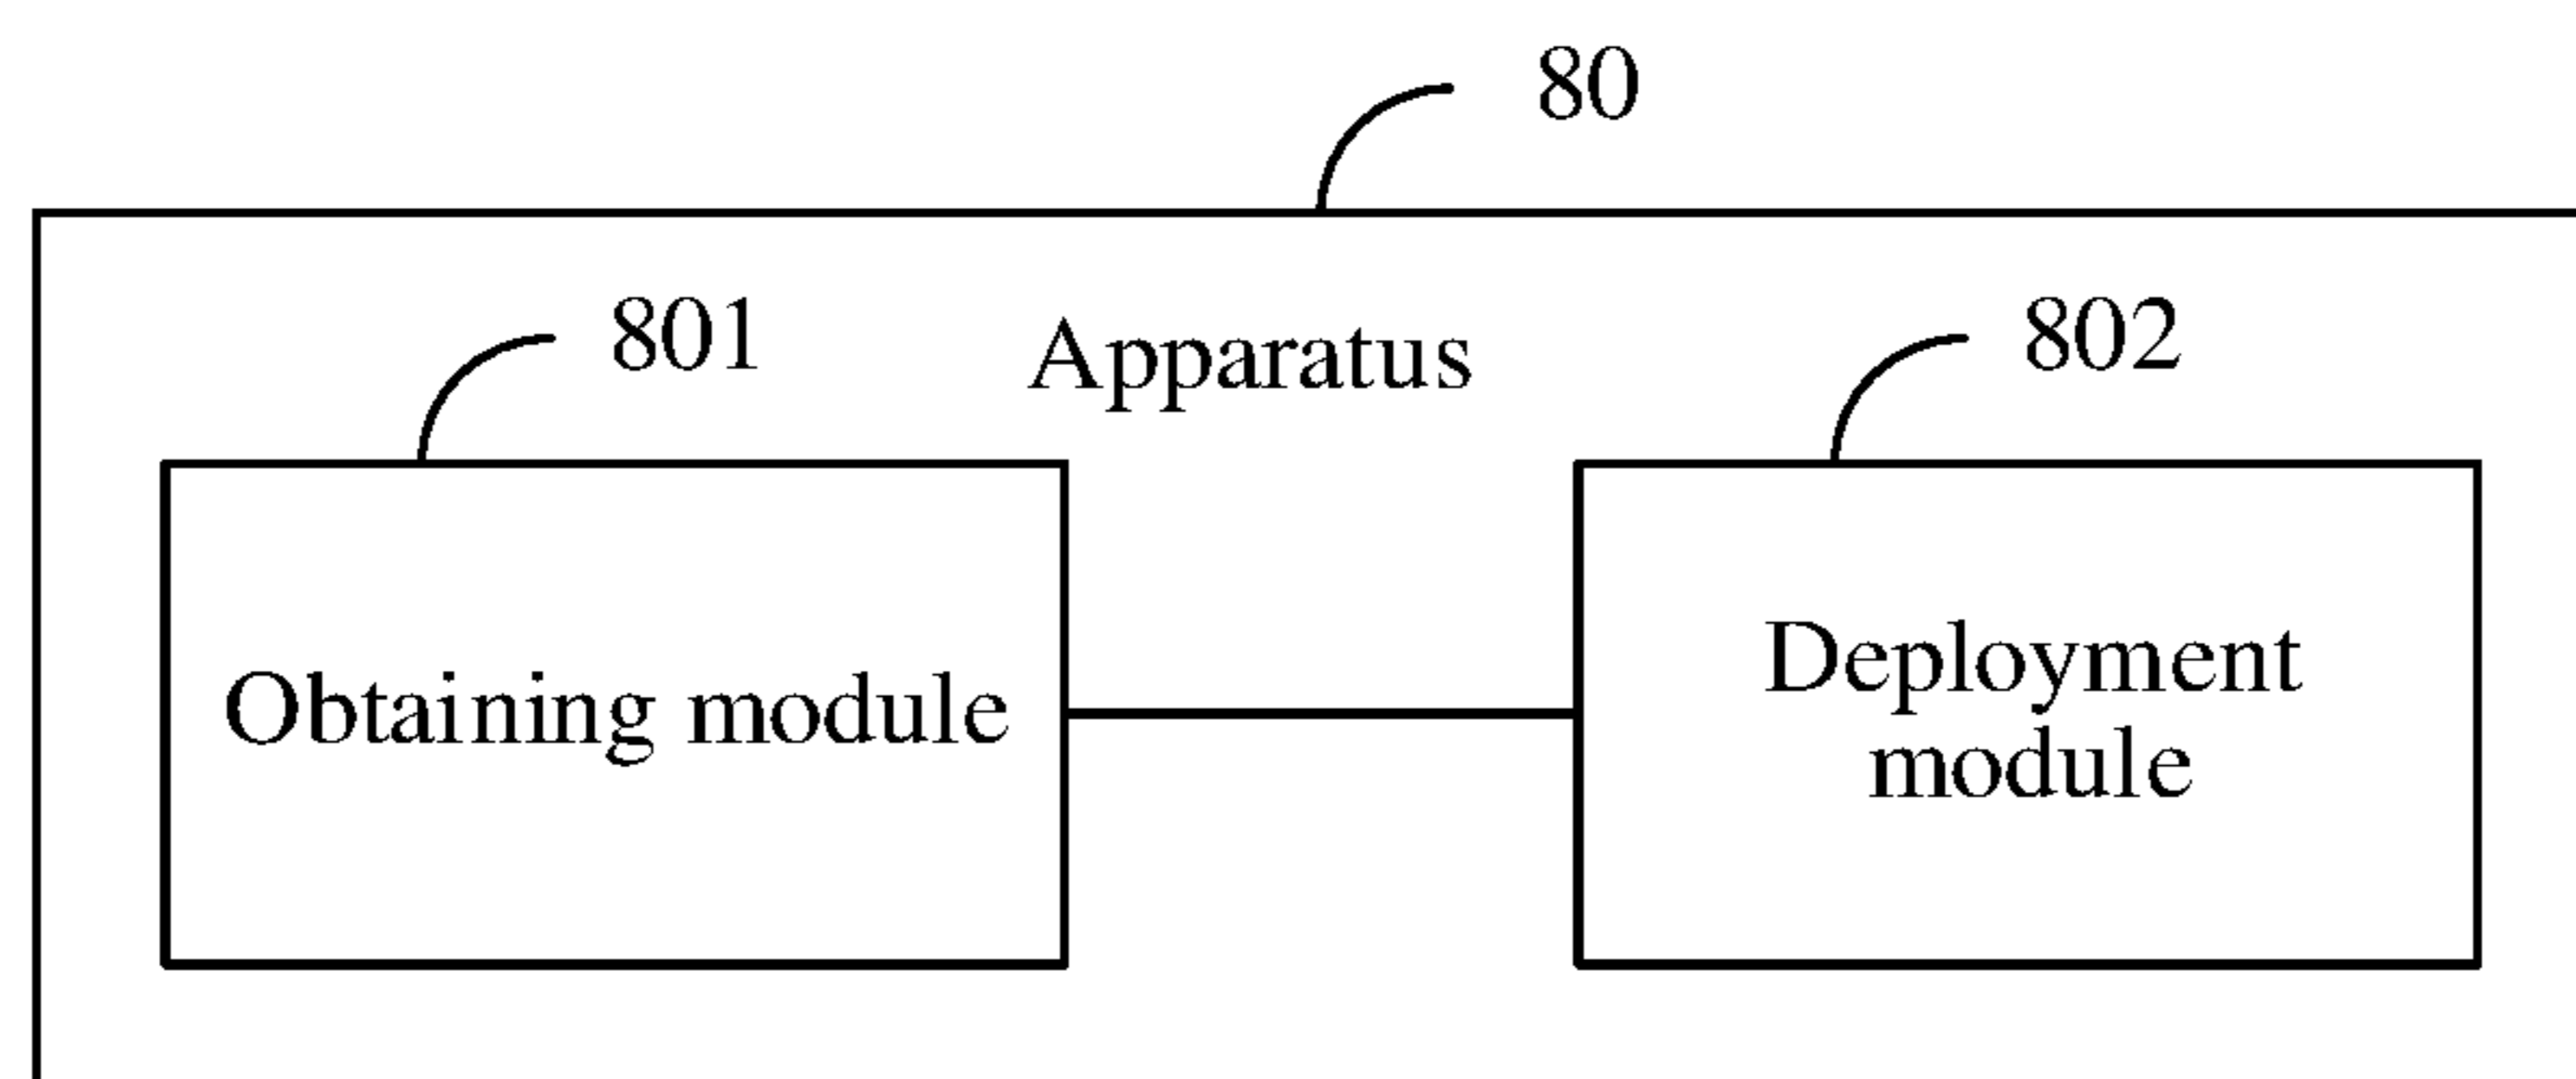 80
801
Apparatus
802
Obtaining module
Deployment
module